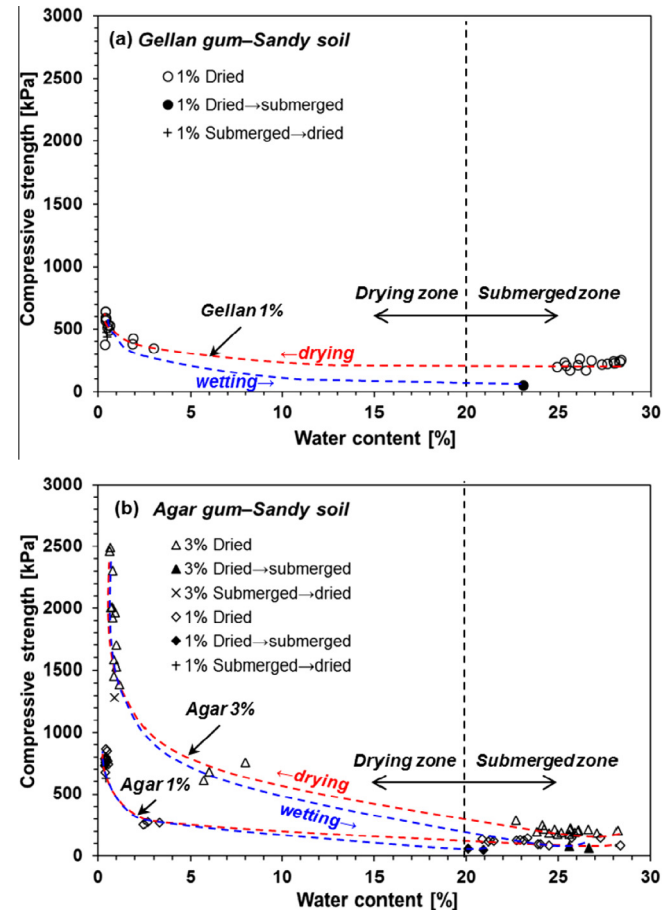 (a) Gellan gum–Sandy soil
3000
2500
2000
1500
1000
500
0
Compressive strength [kPa]
○ 1% Dried
● 1% Dried→submerged
+ 1% Submerged→dried
Drying zone
Submerged zone
Gellan 1%
←drying
wetting→
0 5 10 15 20 25 30
Water content [%]
(b) Agar gum–Sandy soil
3000
2500
2000
1500
1000
500
0
Compressive strength [kPa]
△ 3% Dried
▲ 3% Dried→submerged
× 3% Submerged→dried
◇ 1% Dried
◆ 1% Dried→submerged
+ 1% Submerged→dried
Agar 3%
Drying zone
Submerged zone
←drying
Agar 1%
wetting→
0 5 10 15 20 25 30
Water content [%]